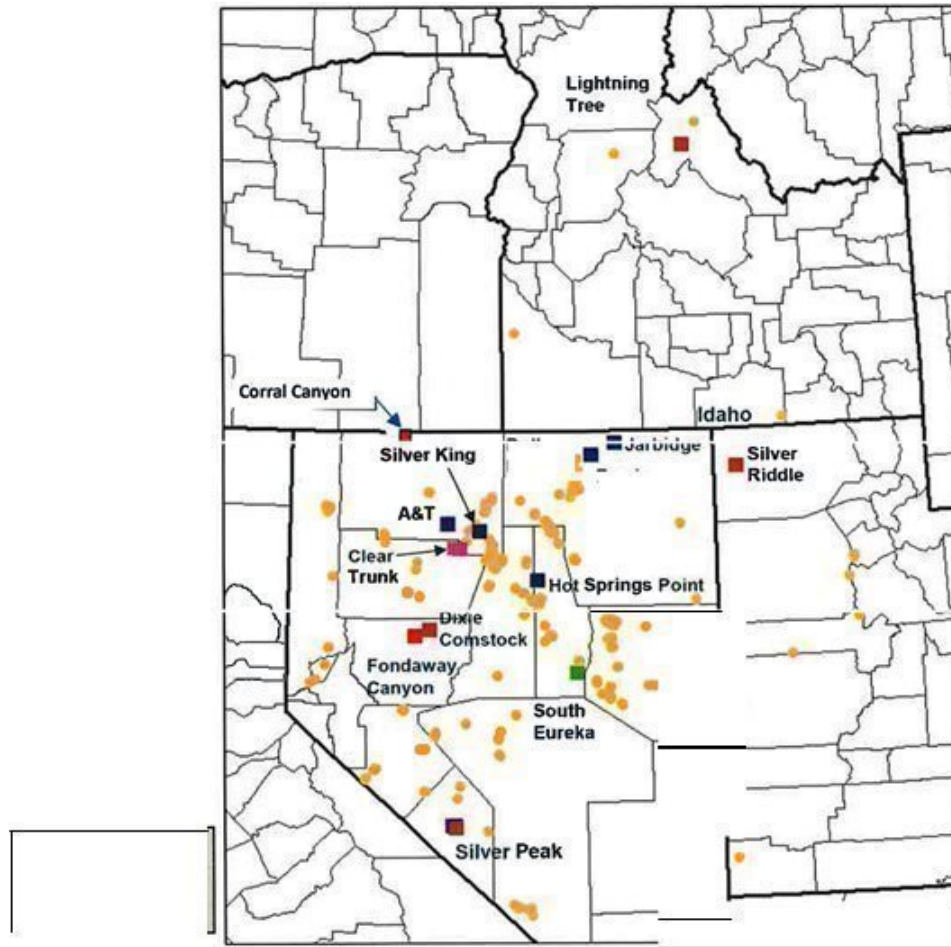 Lightning
Tree
Corral Canyon
Idaho
Jarbidge
Silver King
Silver
Riddle
A&T
Clear
Trunk
Hot Springs Point
Dixie
Comstock
Fondaway
Canyon
South
Eureka
Silver Peak